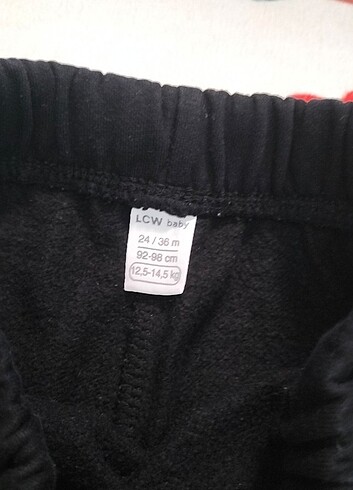 LCW baby
24 / 36 m
92-98 cm
12,5-14,5 kg